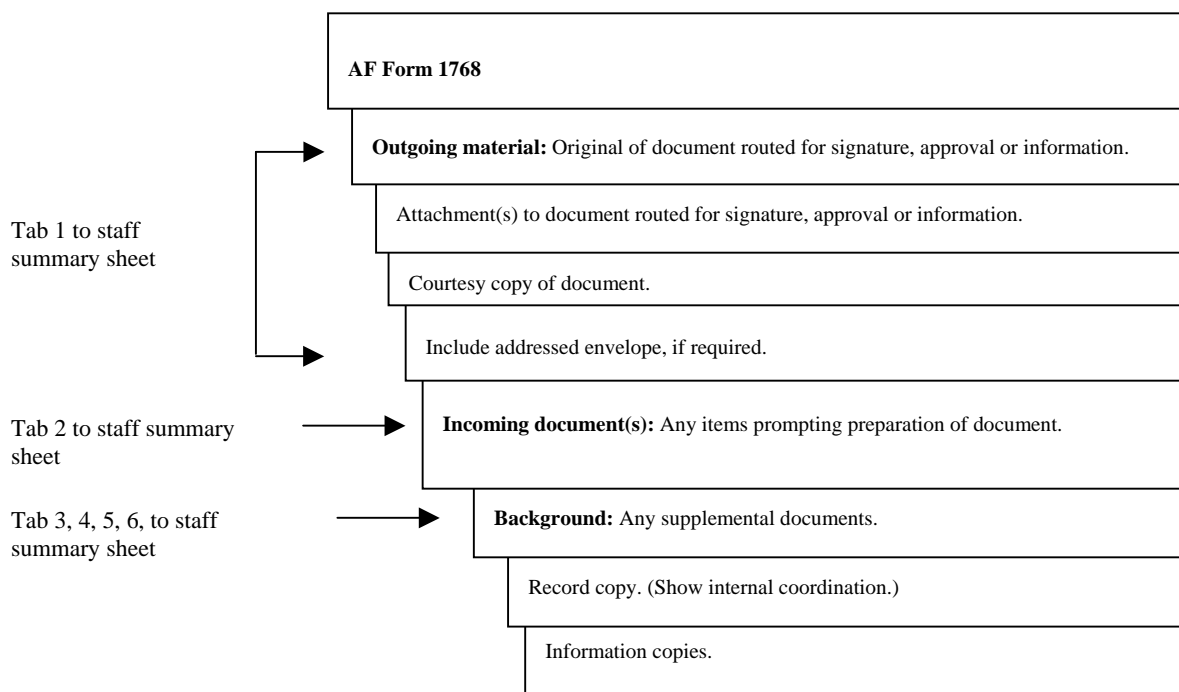 AF Form 1768
Outgoing material: Original of document routed for signature, approval or information.
Attachment(s) to document routed for signature, approval or information.
Tab 1 to staff
summary sheet
Courtesy copy of document.
Include addressed envelope, if required.
Tab 2 to staff summary
sheet
Incoming document(s): Any items prompting preparation of document.
Tab 3, 4, 5, 6, to staff
summary sheet
Background: Any supplemental documents.
Record copy. (Show internal coordination.)
Information copies.